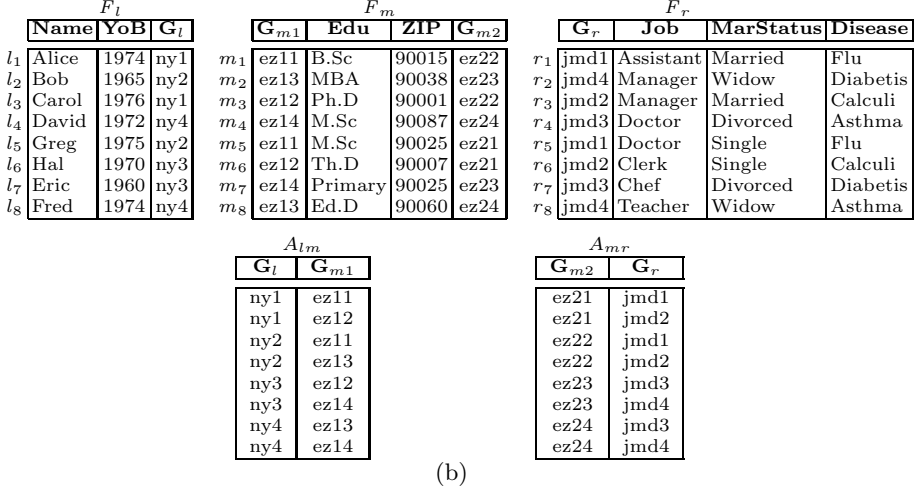 F_l F_m F_r
Name YoB G_l G_m1 Edu ZIP G_m2 G_r Job MarStatus Disease
l_1 Alice 1974 ny1 m_1 ez11 B.Sc 90015 ez22 r_1 jmd1 Assistant Married Flu
l_2 Bob 1965 ny2 m_2 ez13 MBA 90038 ez23 r_2 jmd4 Manager Widow Diabetis
l_3 Carol 1976 ny1 m_3 ez12 Ph.D 90001 ez22 r_3 jmd2 Manager Married Calculi
l_4 David 1972 ny4 m_4 ez14 M.Sc 90087 ez24 r_4 jmd3 Doctor Divorced Asthma
l_5 Greg 1975 ny2 m_5 ez11 M.Sc 90025 ez21 r_5 jmd1 Doctor Single Flu
l_6 Hal 1970 ny3 m_6 ez12 Th.D 90007 ez21 r_6 jmd2 Clerk Single Calculi
l_7 Eric 1960 ny3 m_7 ez14 Primary 90025 ez23 r_7 jmd3 Chef Divorced Diabetis
l_8 Fred 1974 ny4 m_8 ez13 Ed.D 90060 ez24 r_8 jmd4 Teacher Widow Asthma
A_lm A_mr
G_l G_m1 G_m2 G_r
ny1 ez11 ez21 jmd1
ny1 ez12 ez21 jmd2
ny2 ez11 ez22 jmd1
ny2 ez13 ez22 jmd2
ny3 ez12 ez23 jmd3
ny3 ez14 ez23 jmd4
ny4 ez13 ez24 jmd3
ny4 ez14 ez24 jmd4
(b)